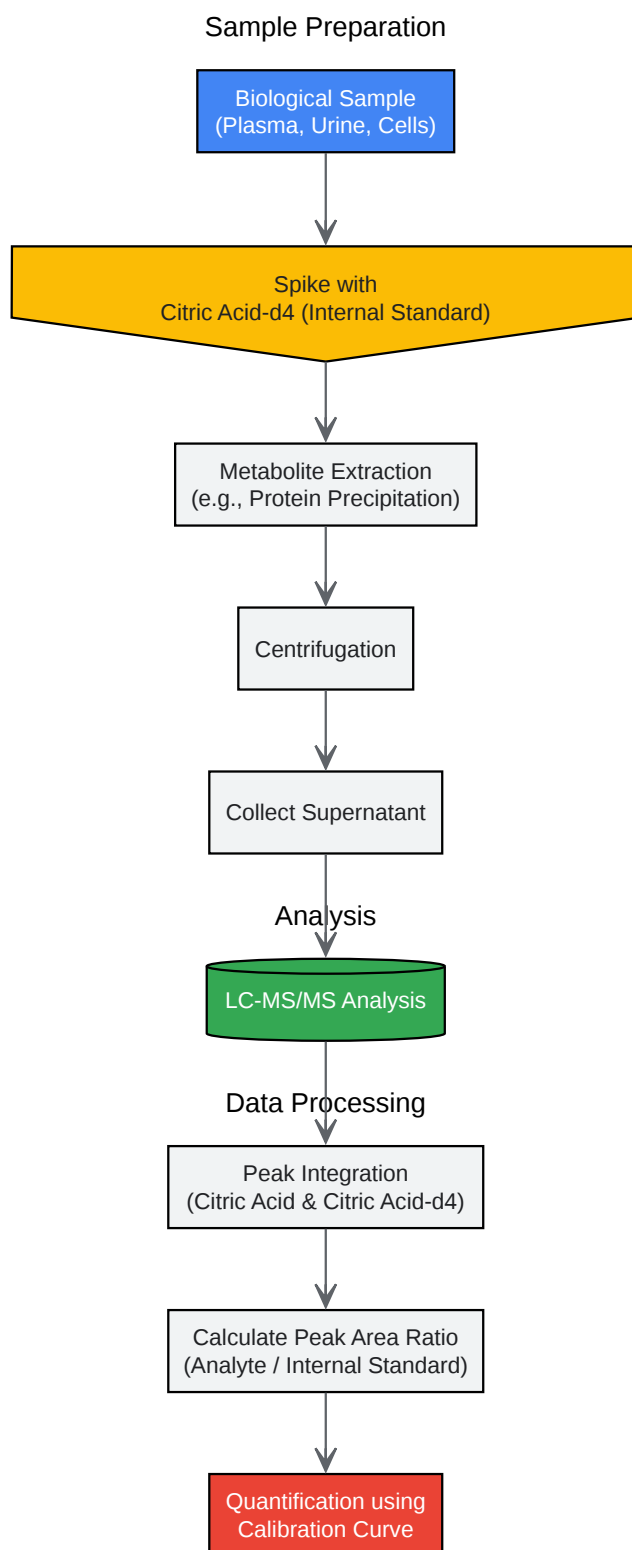 Sample Preparation
Biological Sample
(Plasma, Urine, Cells)
Spike with
Citric Acid-d4 (Internal Standard)
Metabolite Extraction
(e.g., Protein Precipitation)
Centrifugation
Collect Supernatant
Analysis
LC-MS/MS Analysis
Data Processing
Peak Integration
(Citric Acid & Citric Acid-d4)
Calculate Peak Area Ratio
(Analyte / Internal Standard)
Quantification using
Calibration Curve